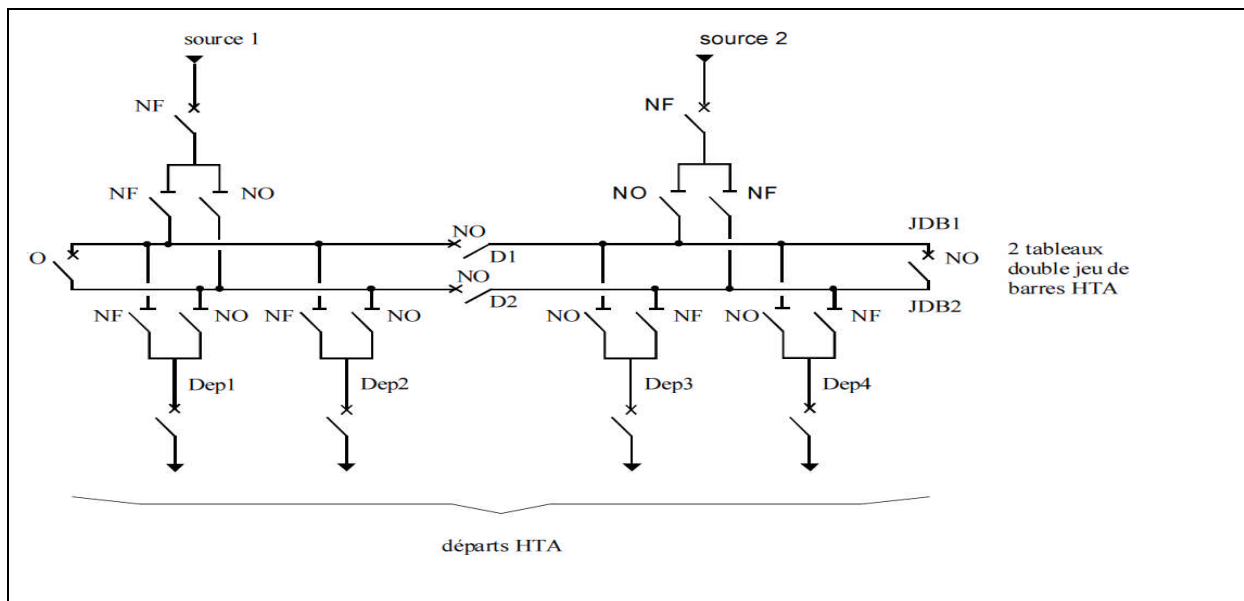 source 1
source 2
NF
NF
NF
NO
NO
NF
JDB1
NO
D1
O
NO
2 tableaux
double jeu de
barres HTA
NO
D2
JDB2
NF
NO
NF
NO
NO
NF
NO
NF
Dep1
Dep2
Dep3
Dep4
départs HTA